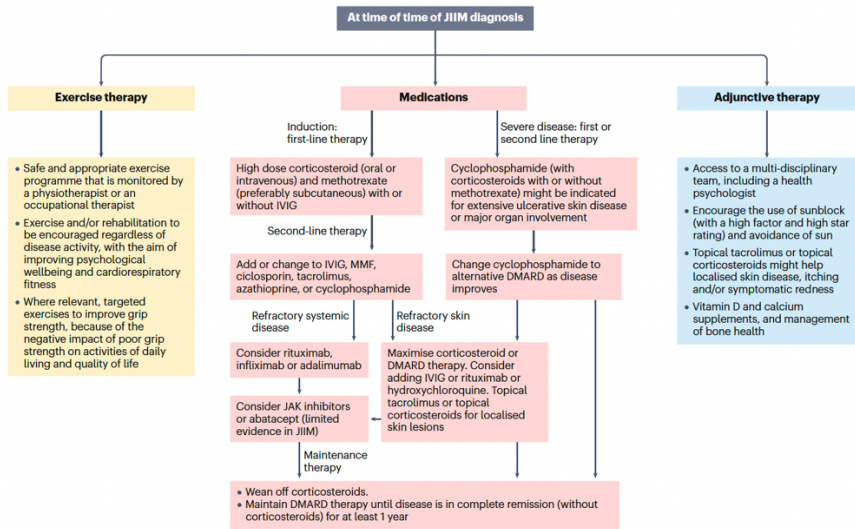 At time of time of JIIM diagnosis
Exercise therapy
Medications
Adjunctive therapy
• Safe and appropriate exercise
programme that is monitored by
a physiotherapist or an
occupational therapist
• Exercise and/or rehabilitation to
be encouraged regardless of
disease activity, with the aim of
improving psychological
wellbeing and cardiorespiratory
fitness
• Where relevant, targeted
exercises to improve grip
strength, because of the
negative impact of poor grip
strength on activities of daily
living and quality of life
Induction:
first-line therapy
Severe disease: first or
second line therapy
High dose corticosteroid (oral or
intravenous) and methotrexate
(preferably subcutaneous) with or
without IVIG
Cyclophosphamide (with
corticosteroids with or without
methotrexate) might be indicated
for extensive ulcerative skin disease
or major organ involvement
Second-line therapy
Add or change to IVIG, MMF,
ciclosporin, tacrolimus,
azathioprine, or cyclophosphamide
Change cyclophosphamide to
alternative DMARD as disease
improves
Refractory systemic
disease
Refractory skin
disease
Consider rituximab,
infliximab or adalimumab
Maximise corticosteroid or
DMARD therapy. Consider
adding IVIG or rituximab or
hydroxychloroquine. Topical
tacrolimus or topical
corticosteroids for localised
skin lesions
Consider JAK inhibitors
or abatacept (limited
evidence in JIIM)
Maintenance
therapy
• Wean off corticosteroids.
• Maintain DMARD therapy until disease is in complete remission (without
corticosteroids) for at least 1 year
• Access to a multi-disciplinary
team, including a health
psychologist
• Encourage the use of sunblock
(with a high factor and high star
rating) and avoidance of sun
• Topical tacrolimus or topical
corticosteroids might help
localised skin disease, itching
and/or symptomatic redness
• Vitamin D and calcium
supplements, and management
of bone health